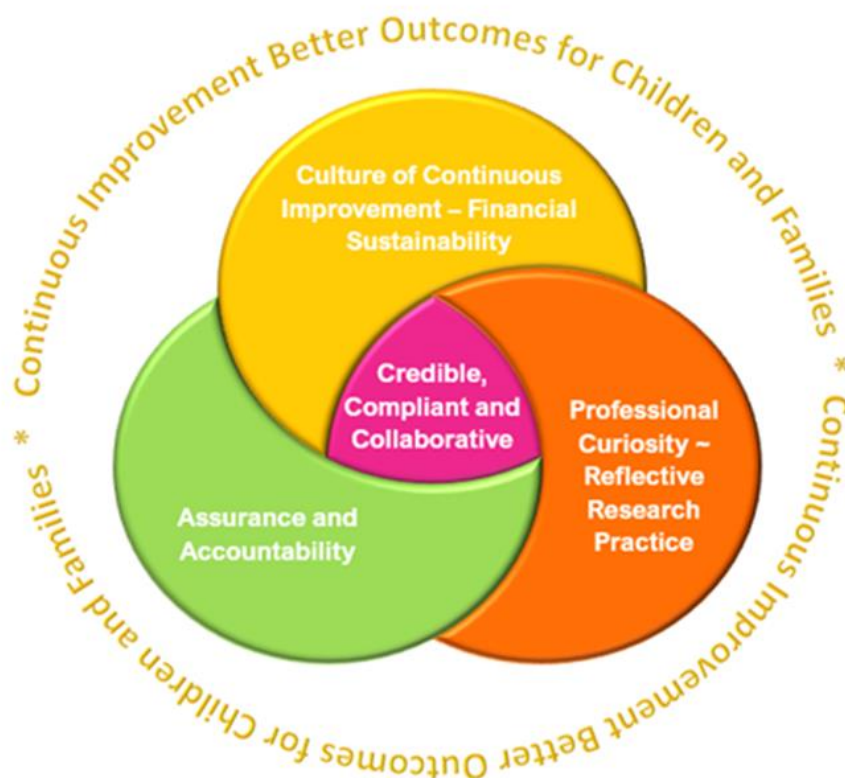 Continuous Improvement Better Outcomes for Children and Families * Continuous Improvement Better Outcomes for Children and Families *
Culture of Continuous
Improvement – Financial
Sustainability
Credible,
Compliant and
Collaborative
Professional
Curiosity ~
Reflective
Research
Practice
Assurance and
Accountability